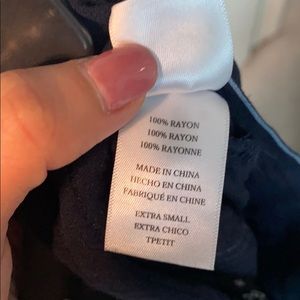 100% RAYON
100% RAYON
100% RAYONNE
MADE IN CHINA
HECHO EN CHINA
FABRIQUÉ EN CHINE
EXTRA SMALL
EXTRA CHICO
TPETIT